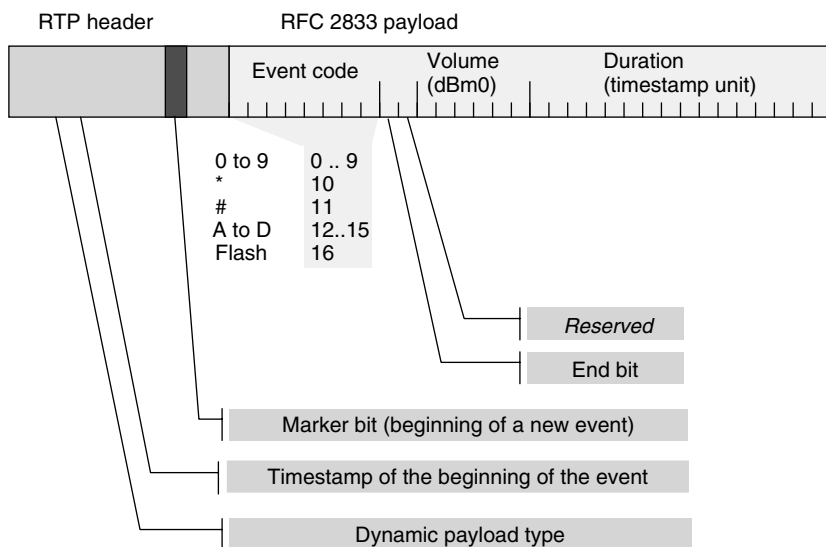 RTP header
RFC 2833 payload
Event code
Volume
(dBm0)
Duration
(timestamp unit)
0 to 9 0 .. 9
* 10
# 11
A to D 12..15
Flash 16
Reserved
End bit
Marker bit (beginning of a new event)
Timestamp of the beginning of the event
Dynamic payload type